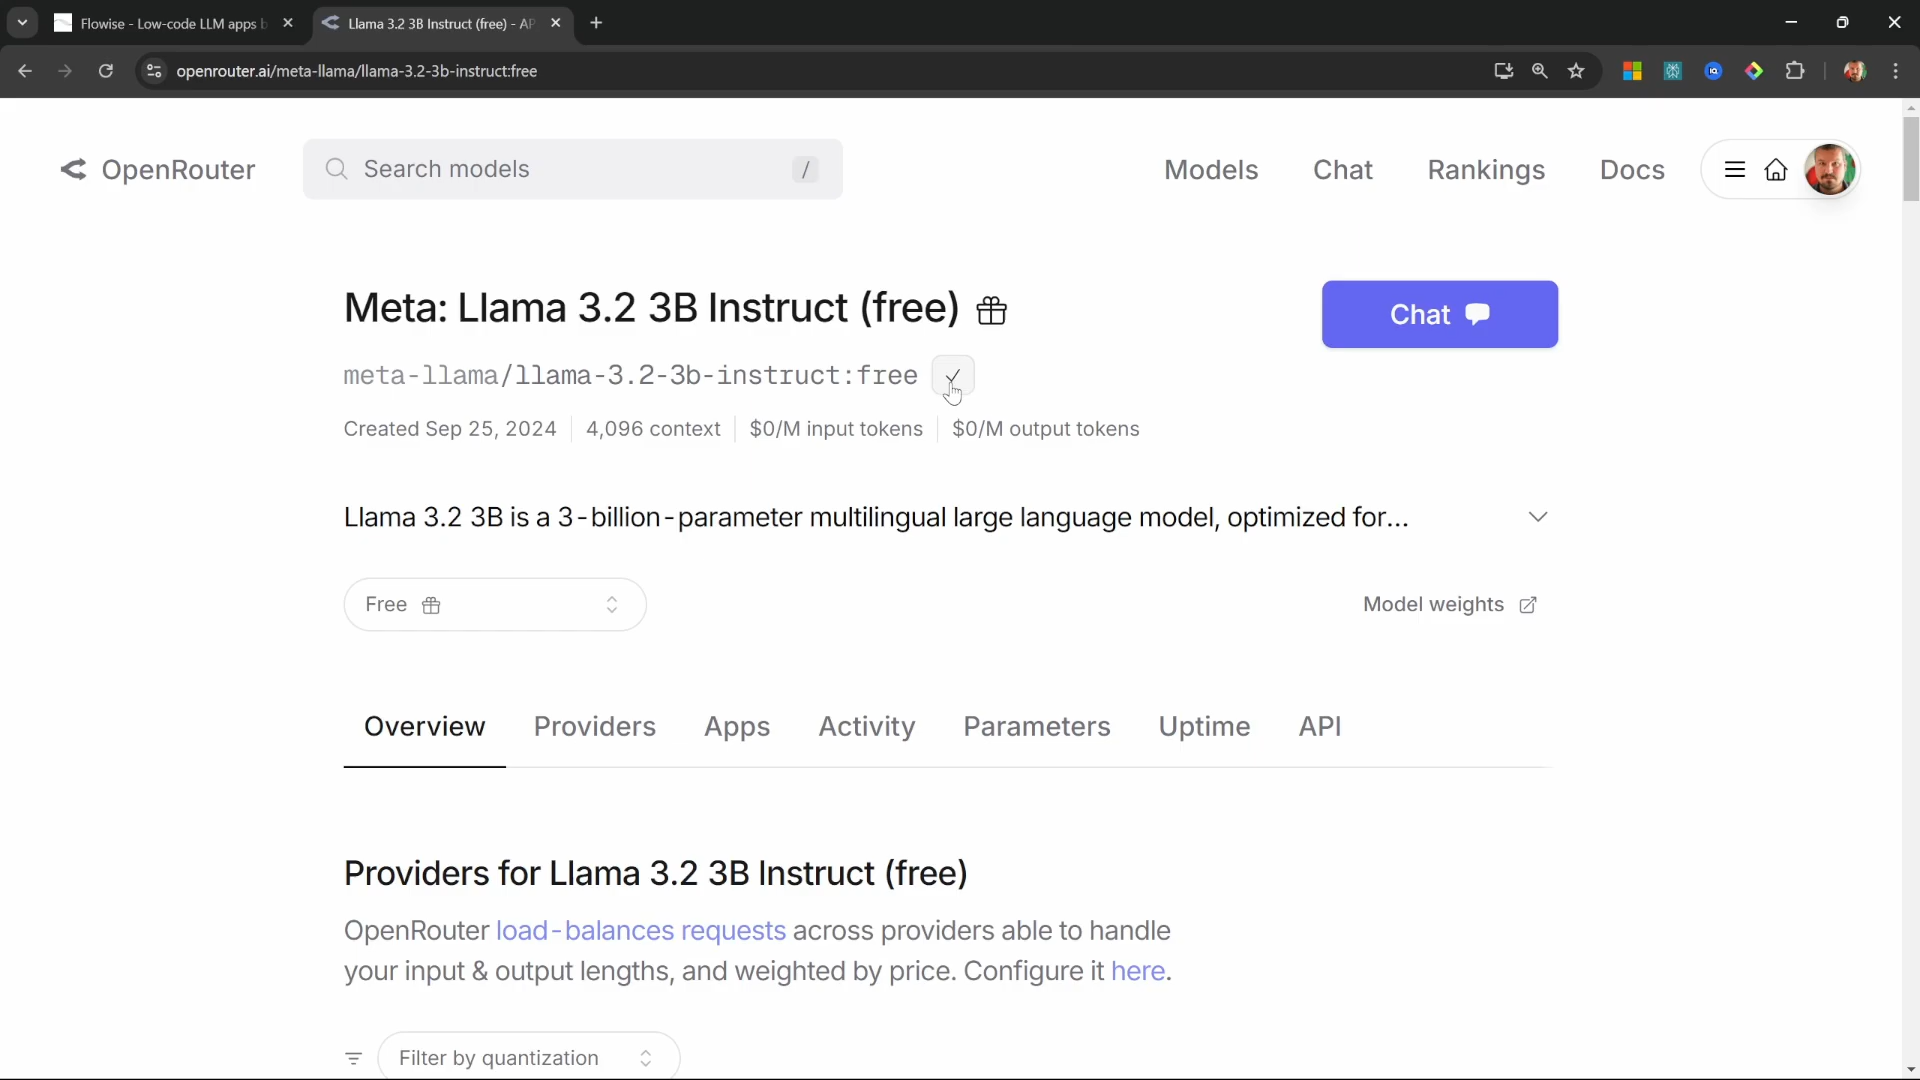 Flowise - Low-code LLM apps b
Llama 3.2 3B Instruct (free) - AP
openrouter.ai/meta-llama/llama-3.2-3b-instruct:free
OpenRouter
Search models
/
Models
Chat
Rankings
Docs
Meta: Llama 3.2 3B Instruct (free)
Chat
meta-llama/llama-3.2-3b-instruct:free
Created Sep 25, 2024
4,096 context
$0/M input tokens
$0/M output tokens
Llama 3.2 3B is a 3-billion-parameter multilingual large language model, optimized for...
Free
Model weights
Overview
Providers
Apps
Activity
Parameters
Uptime
API
Providers for Llama 3.2 3B Instruct (free)
OpenRouter load-balances requests across providers able to handle
your input & output lengths, and weighted by price. Configure it here.
Filter by quantization